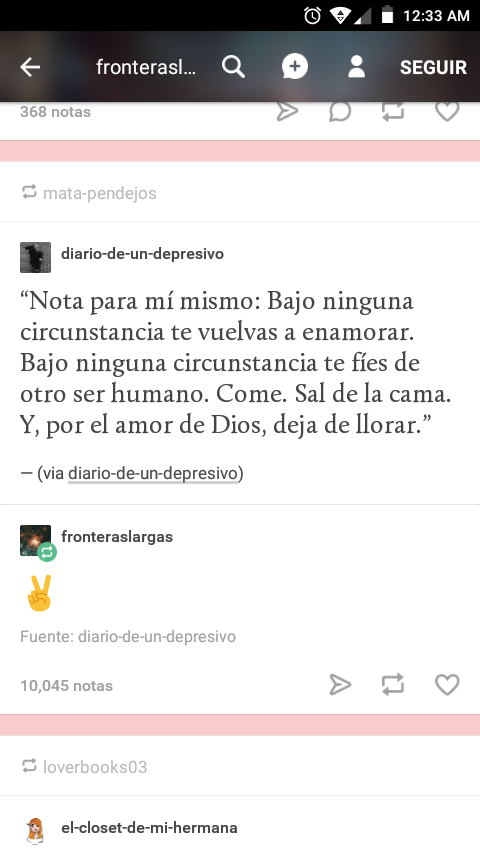 12:33 AM
fronterasl...
SEGUIR
368 notas
mata-pendejos
diario-de-un-depresivo
“Nota para mí mismo: Bajo ninguna
circunstancia te vuelvas a enamorar.
Bajo ninguna circunstancia te fíes de
otro ser humano. Come. Sal de la cama.
Y, por el amor de Dios, deja de llorar.”
— (via diario-de-un-depresivo)
fronteraslargas
✌
Fuente: diario-de-un-depresivo
10,045 notas
loverbooks03
el-closet-de-mi-hermana